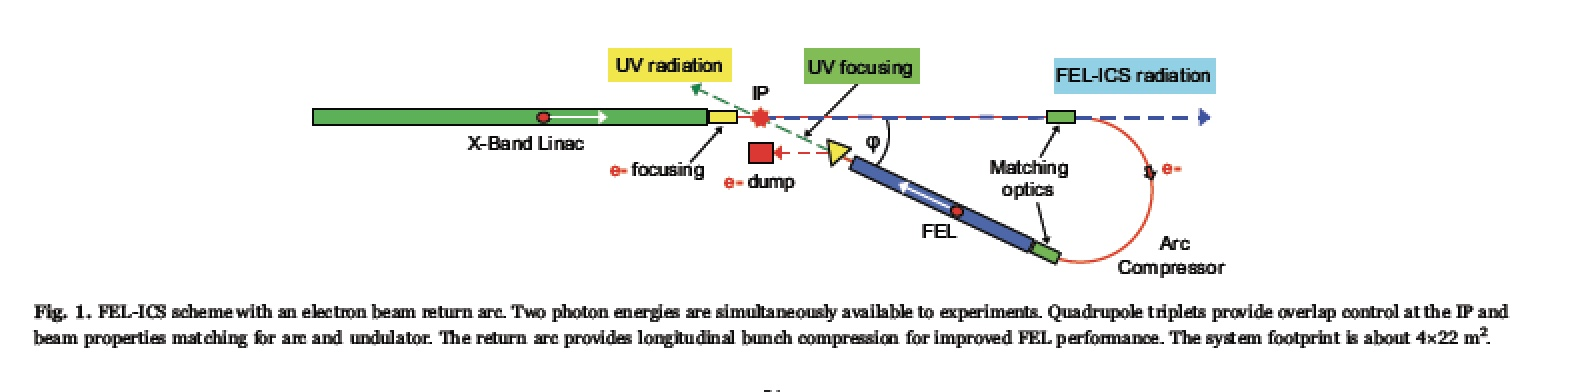 UV radiation
UV focusing
IP
FEL-ICS radiation
X-Band Linac
e- focusing
e- dump
φ
Matching
optics
e-
FEL
Arc
Compressor
Fig. 1. FEL-ICS scheme with an electron beam return arc. Two photon energies are simultaneously available to experiments. Quadrupole triplets provide overlap control at the IP and
beam properties matching for arc and undulator. The return arc provides longitudinal bunch compression for improved FEL performance. The system footprint is about 4×22 m².